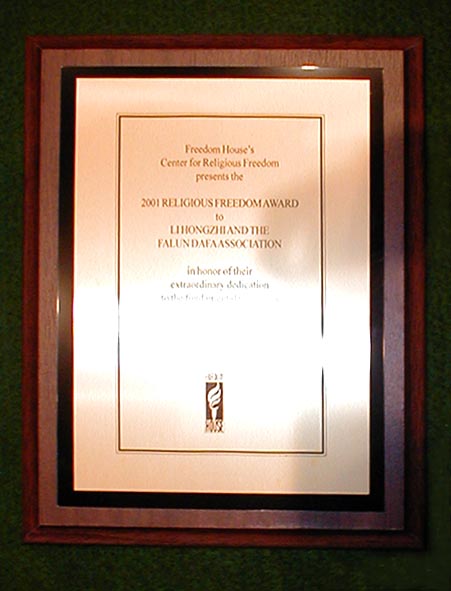 Freedom House's
Center for Religious Freedom
presents the
2001 RELIGIOUS FREEDOM AWARD
to
LI HONGZHI AND THE
FALUN DAFA ASSOCIATION
in honor of their
extraordinary dedication
to the
HOUSE